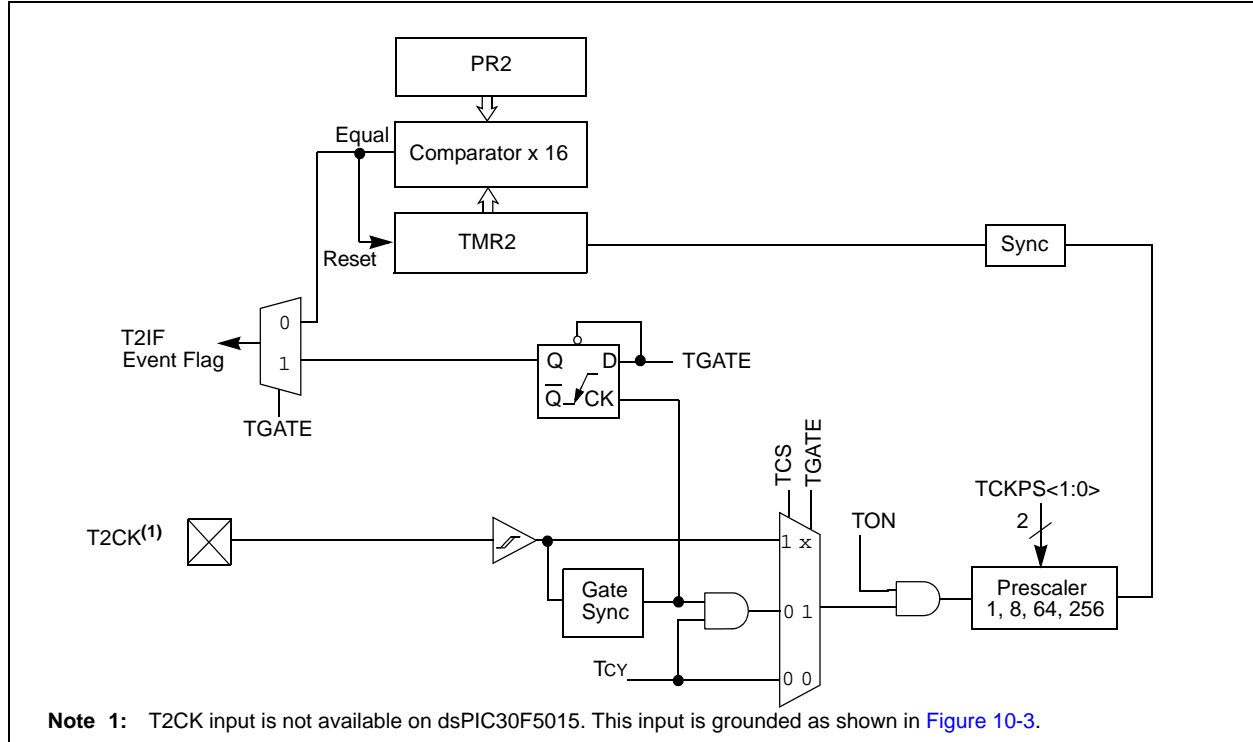 PR2
Equal
Comparator x 16
TMR2
Reset
Sync
0
1
T2IF
Event Flag
TGATE
Q
D
Q
CK
TGATE
TCS
TGATE
TCKPS<1:0>
2
TON
T2CK(1)
1 x
Gate
Sync
0 1
Prescaler
1, 8, 64, 256
TCY
0 0
Note 1: T2CK input is not available on dsPIC30F5015. This input is grounded as shown in Figure 10-3.